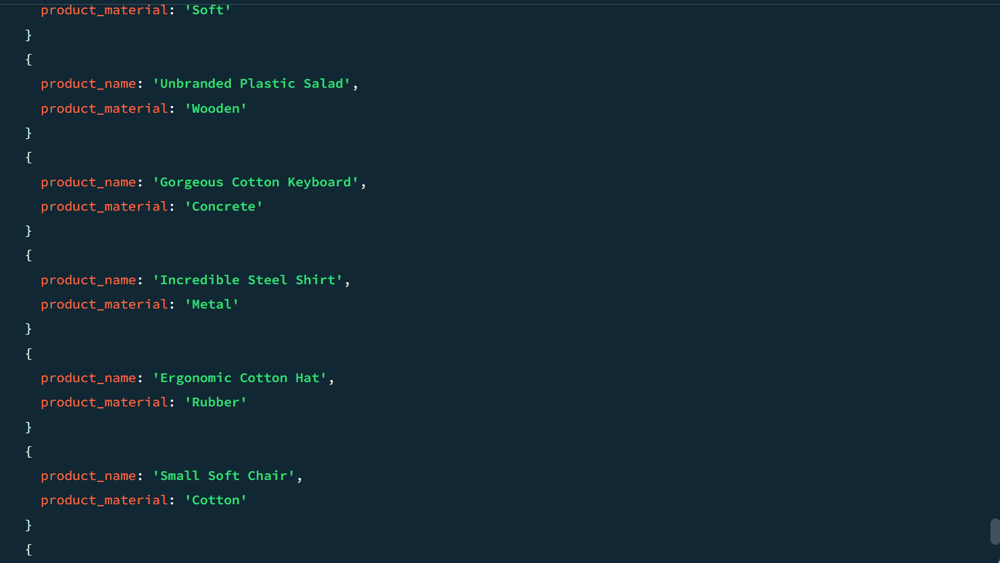 product_material: 'Soft'
}
{
product_name: 'Unbranded Plastic Salad',
product_material: 'Wooden'
}
{
product_name: 'Gorgeous Cotton Keyboard',
product_material: 'Concrete'
}
{
product_name: 'Incredible Steel Shirt',
product_material: 'Metal'
}
{
product_name: 'Ergonomic Cotton Hat',
product_material: 'Rubber'
}
{
product_name: 'Small Soft Chair',
product_material: 'Cotton'
}
{